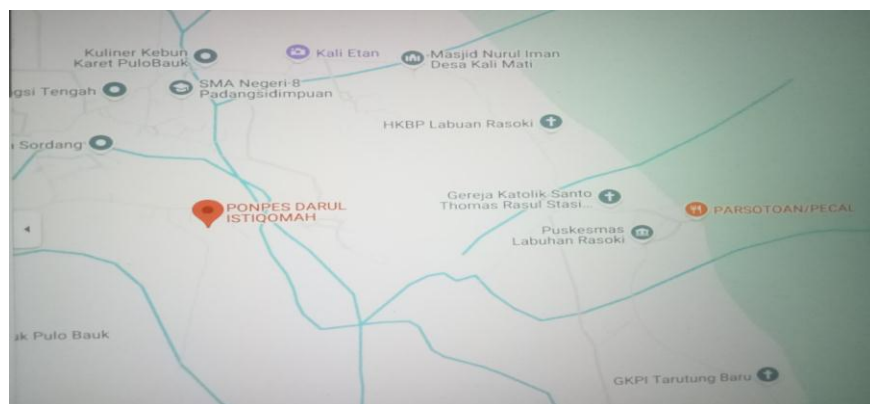 Kuliner Kebun
Karet PuloBauk
Kali Etan
Masjid Nurul Iman
Desa Kali Mati
gsi Tengah
SMA Negeri 8
Padangsidimpuan
HKBP Labuan Rasoki
Sordang
Gereja Katolik Santo
Thomas Rasul Stasi...
PONPES DARUL
ISTIQOMAH
PARSOTOAN/PECAL
Puskesmas
Labuhan Rasoki
uk Pulo Bauk
GKPI Tarutung Baru